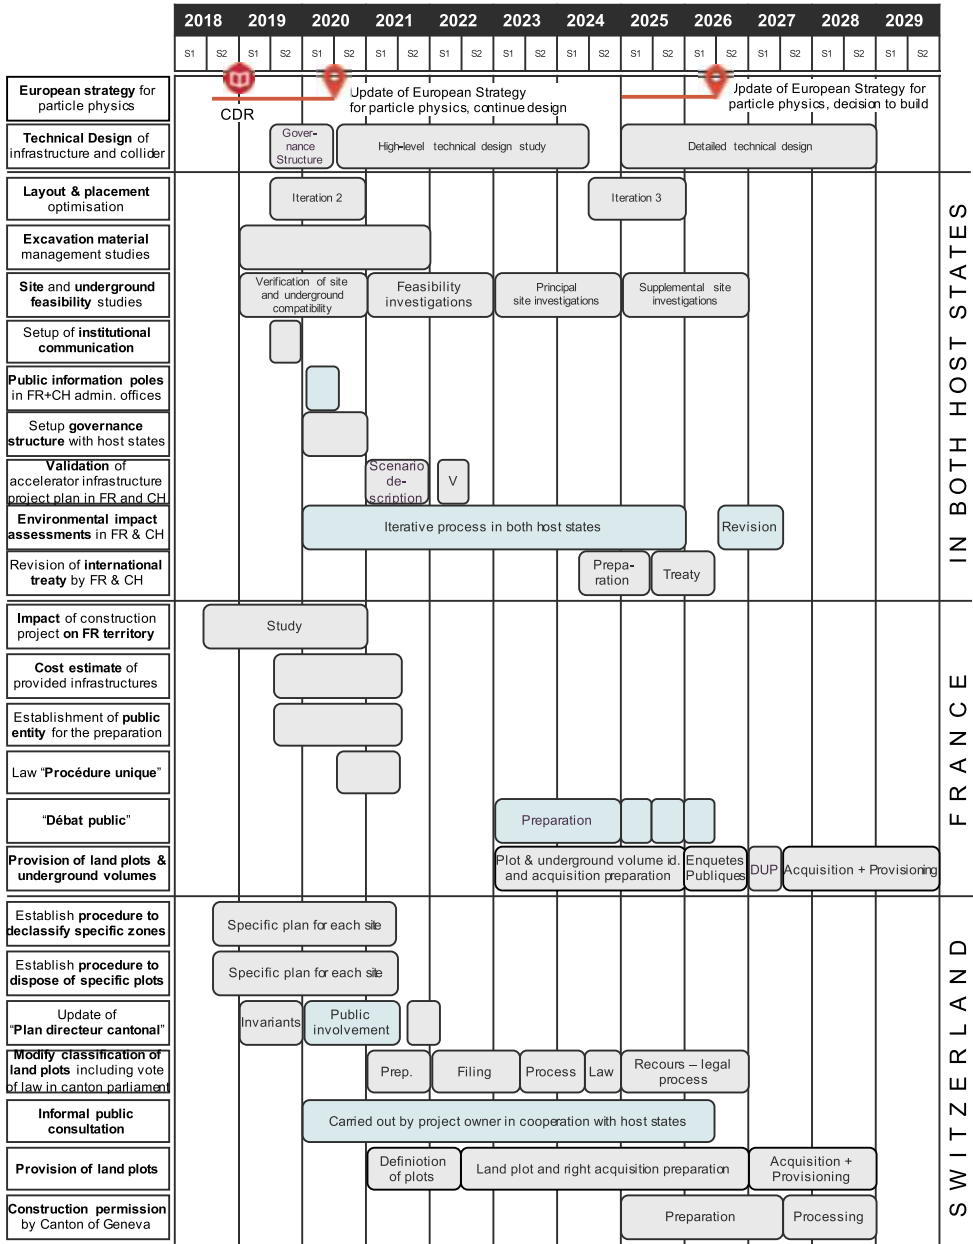 2018 2019 2020 2021 2022 2023 2024 2025 2026 2027 2028 2029
S1 S2 S1 S2 S1 S2 S1 S2 S1 S2 S1 S2 S1 S2 S1 S2 S1 S2 S1 S2 S1 S2 S1 S2
European strategy for
particle physics
CDR
Update of European Strategy
for particle physics, continue design
Update of European Strategy
for particle physics, decision to build
Technical Design of
infrastructure and collider
Gover-
nance
Structure
High-level technical design study
Detailed technical design
Layout & placement
optimisation
Iteration 2
Iteration 3
Excavation material
management studies
Site and underground
feasibility studies
Verification of site
and underground
compatibility
Feasibility
investigations
Principal
site investigations
Supplemental site
investigations
Setup of institutional
communication
Public information poles
in FR+CH admin. offices
Setup governance
structure with host states
Validation of
accelerator infrastructure
project plan in FR and CH
Scenario
de-
scription
V
Environmental impact
assessments in FR & CH
Iterative process in both host states
Revision
Revision of international
treaty by FR & CH
Prepa-
ration
Treaty
IN BOTH HOST STATES
Impact of construction
project on FR territory
Study
Cost estimate of
provided infrastructures
Establishment of public
entity for the preparation
Law “Procédure unique”
“Débat public”
Preparation
Provision of land plots &
underground volumes
Plot & underground volume id.
and acquisition preparation
Enquetes
Publiques
DUP
Acquisition + Provisioning
FRANCE
Establish procedure to
declassify specific zones
Specific plan for each site
Establish procedure to
dispose of specific plots
Specific plan for each site
Update of
“Plan directeur cantonal”
Invariants
Public
involvement
Modify classification of
land plots including vote
of law in canton parliament
Prep.
Filing
Process
Law
Recours – legal
process
Informal public
consultation
Carried out by project owner in cooperation with host states
Provision of land plots
Definiotion
of plots
Land plot and right acquisition preparation
Acquisition +
Provisioning
Construction permission
by Canton of Geneva
Preparation
Processing
SWITZERLAND